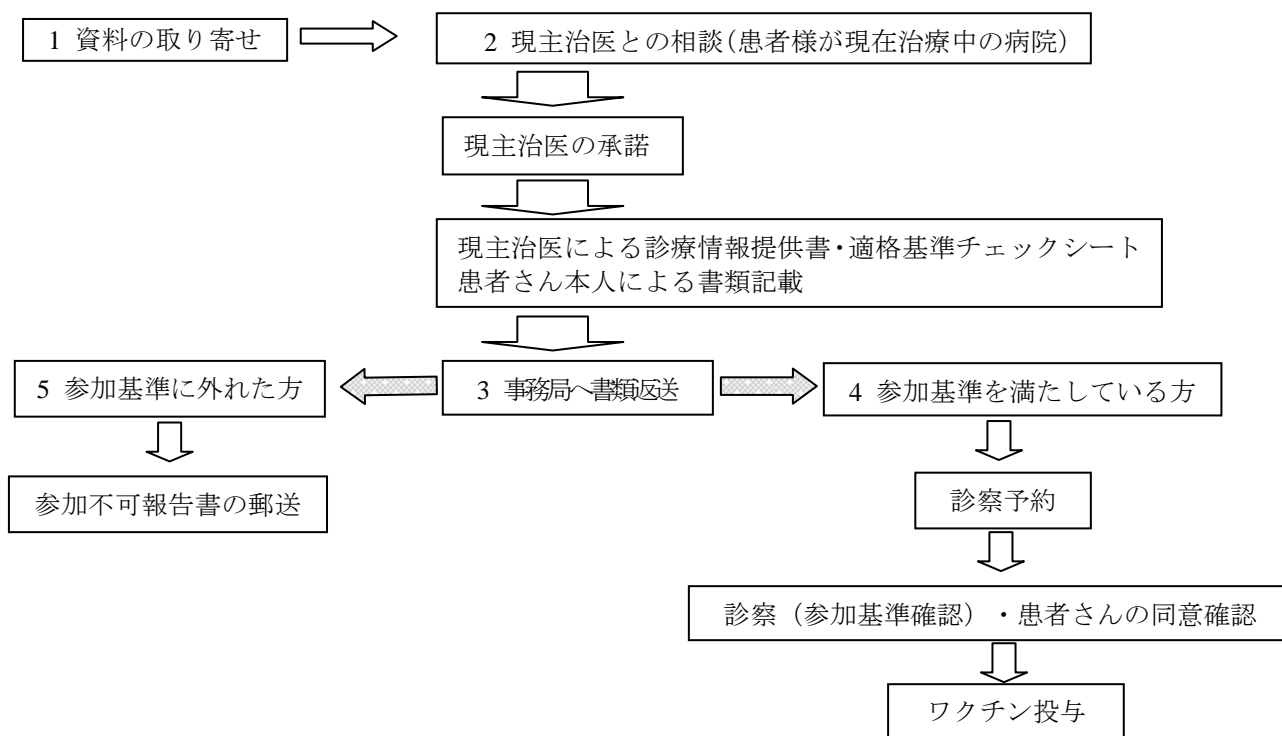 1 資料の取り寄せ
2 現主治医との相談(患者様が現在治療中の病院)
現主治医の承諾
現主治医による診療情報提供書・適格基準チェックシート
患者さん本人による書類記載
5 参加基準に外れた方
3 事務局へ書類返送
4 参加基準を満たしている方
参加不可報告書の郵送
診察予約
診察（参加基準確認）・患者さんの同意確認
ワクチン投与